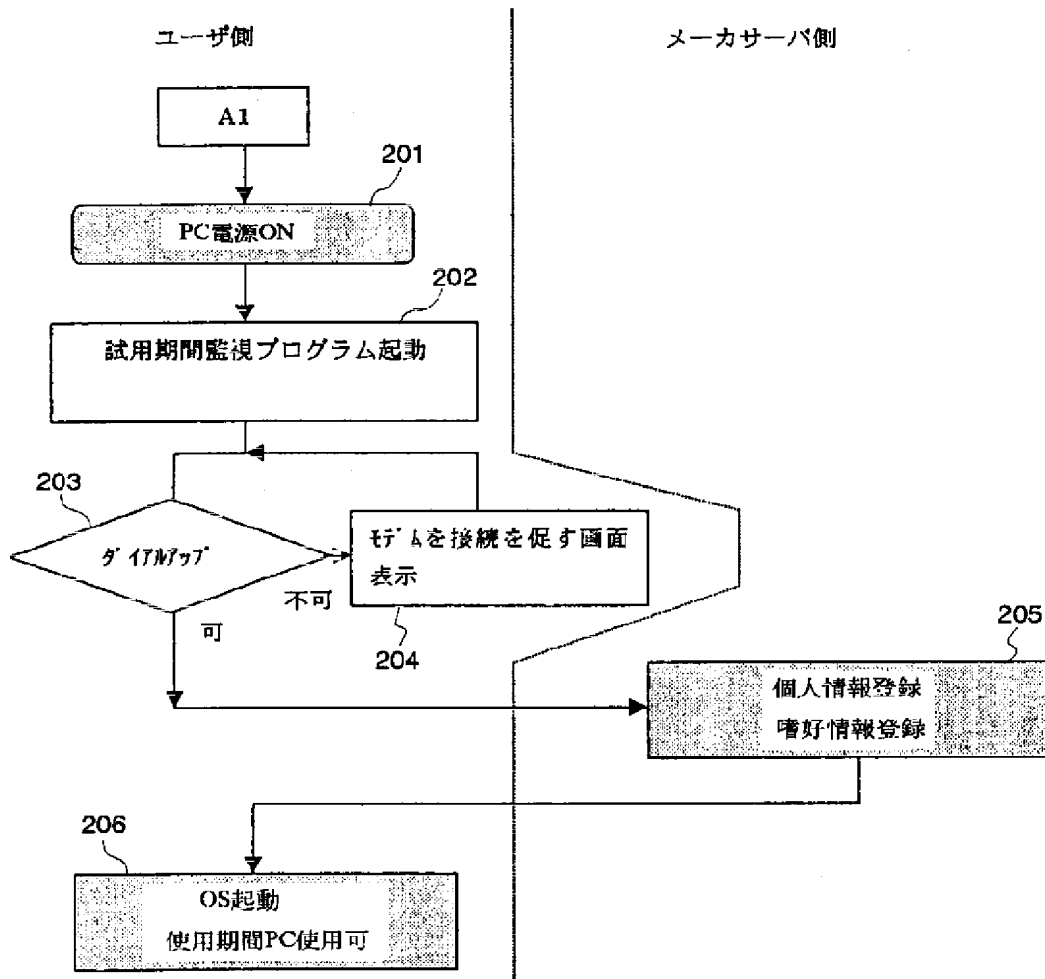 ユーザ側
メーカサーバ側
A1
201
PC電源ON
202
試用期間監視プログラム起動
203
ﾀﾞｲｱﾙｱｯﾌﾟ
ﾓﾃﾞﾑを接続を促す画面
表示
不可
可
204
205
個人情報登録
嗜好情報登録
206
OS起動
使用期間PC使用可